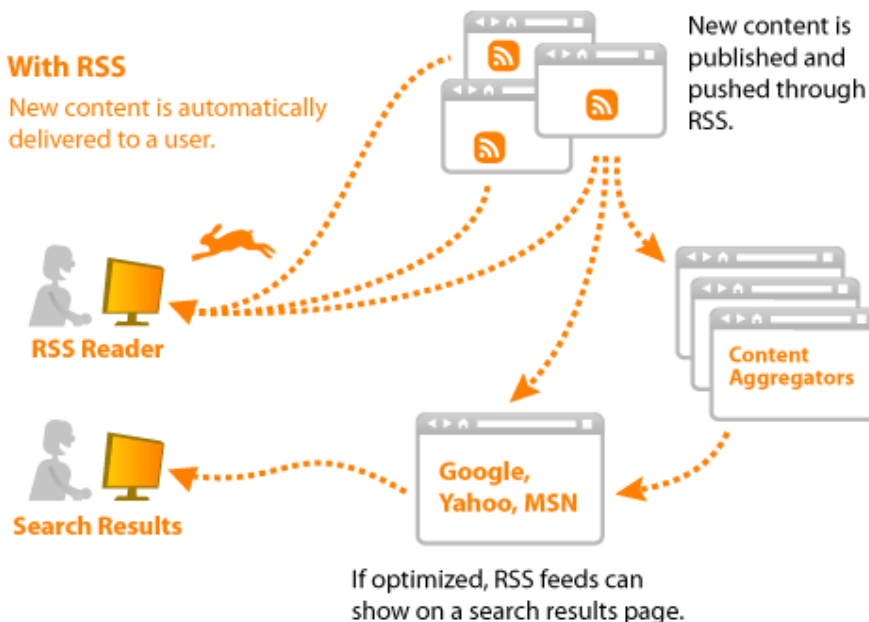 With RSS
New content is automatically
delivered to a user.
New content is
published and
pushed through
RSS.
RSS Reader
Content
Aggregators
Google,
Yahoo, MSN
Search Results
If optimized, RSS feeds can
show on a search results page.